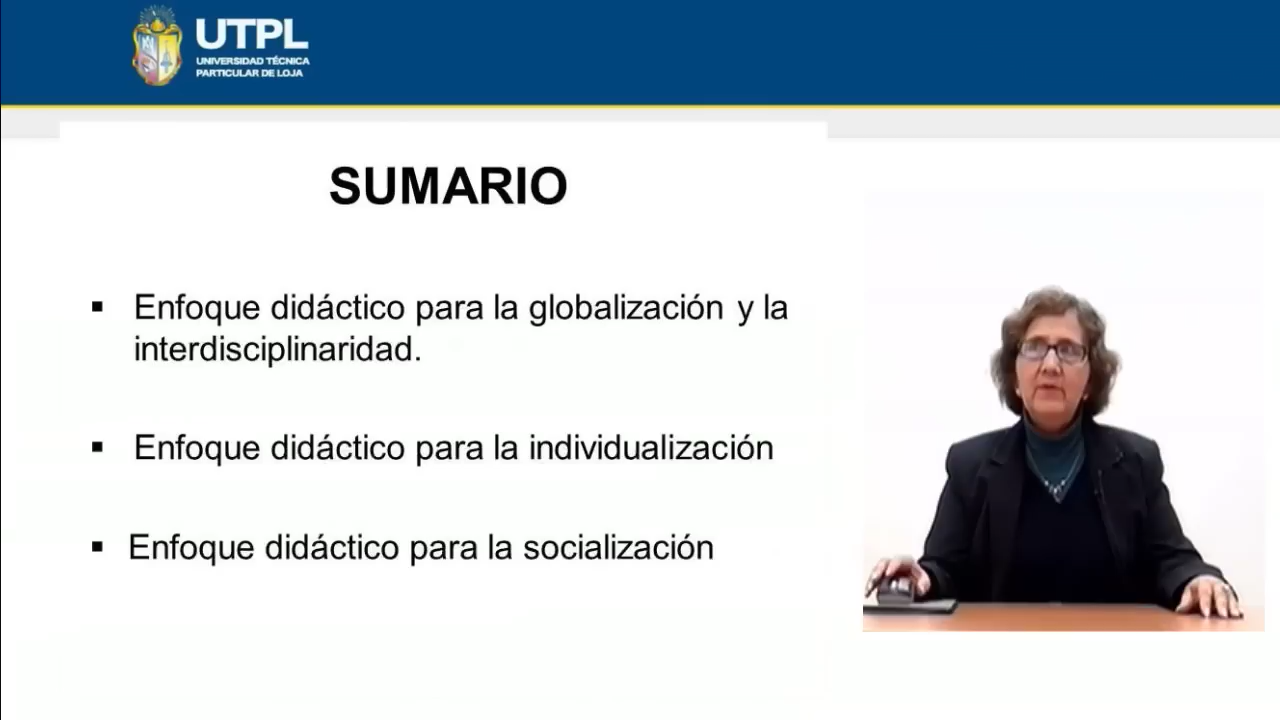 UTPL
UNIVERSIDAD TÉCNICA
PARTICULAR DE LOJA
SUMARIO
▪ Enfoque didáctico para la globalización y la
interdisciplinaridad.
▪ Enfoque didáctico para la individualización
▪ Enfoque didáctico para la socialización